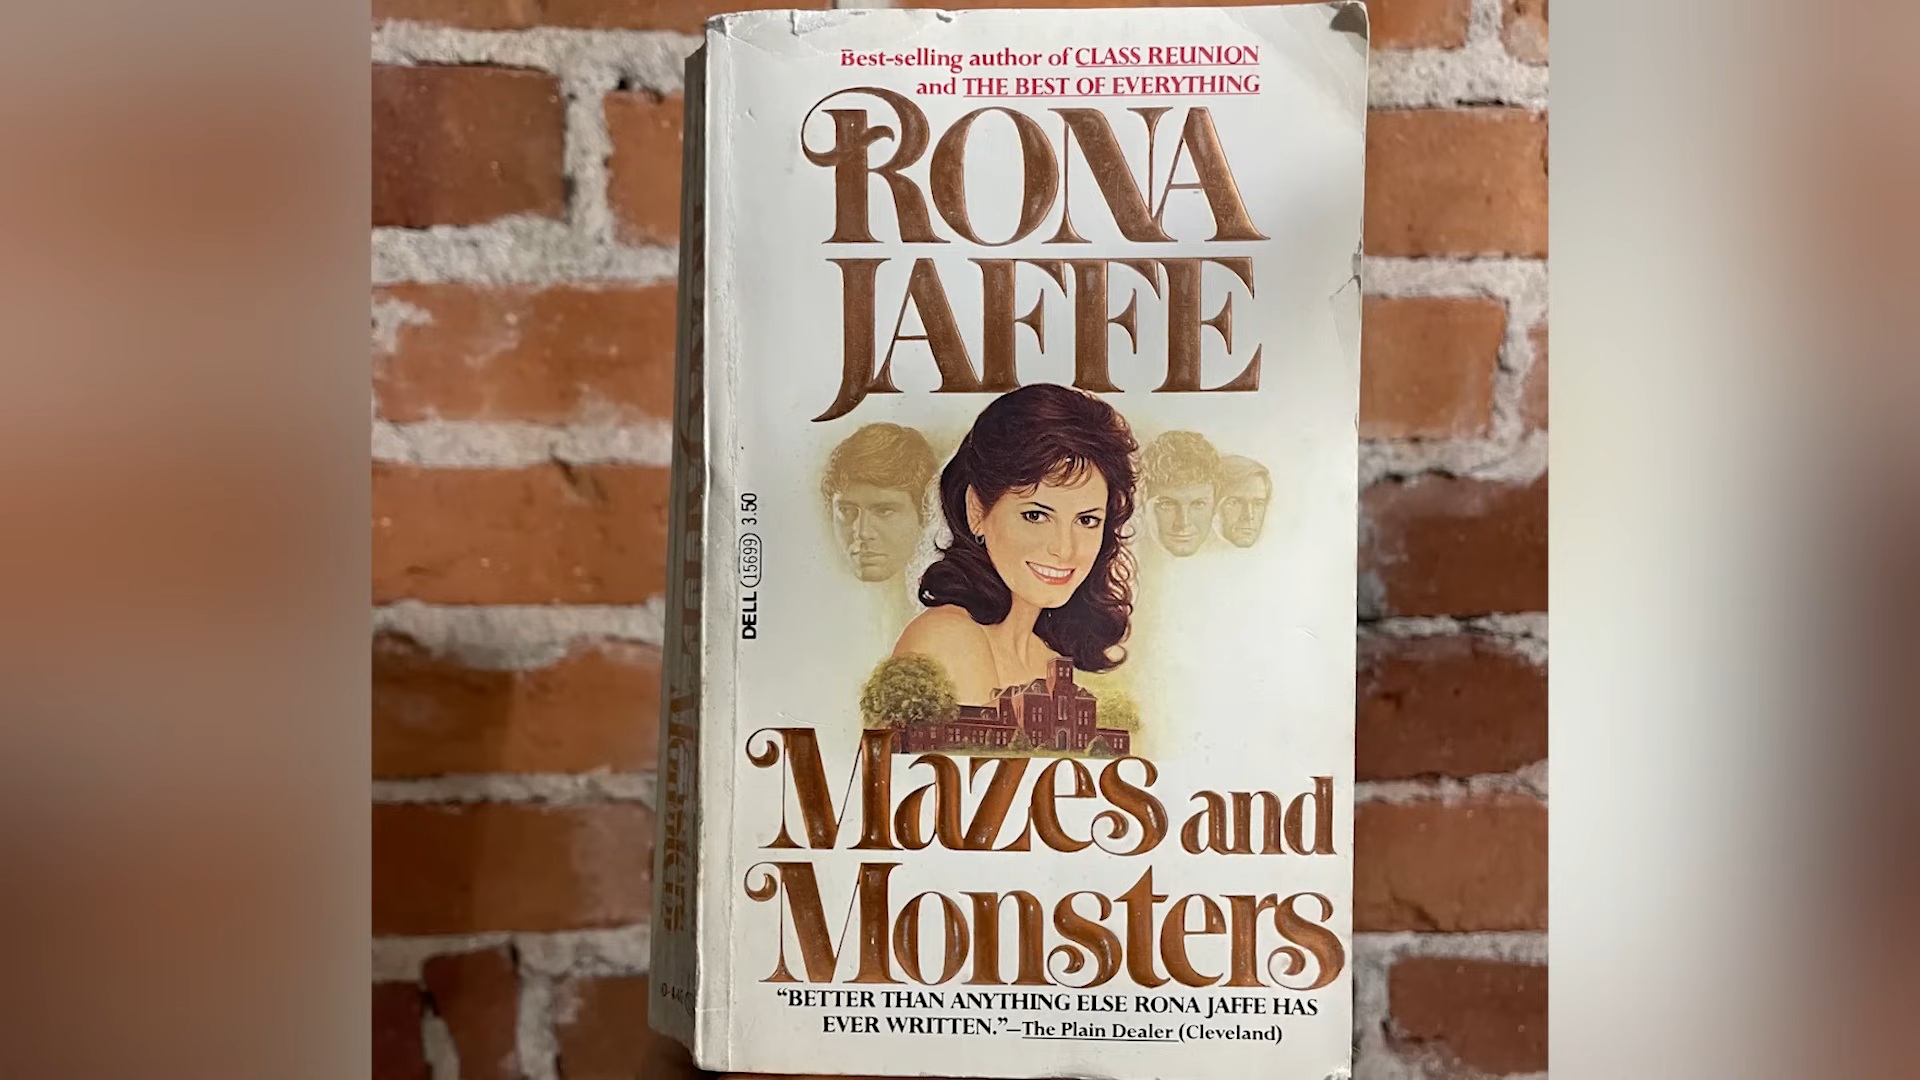 Best-selling author of CLASS REUNION
and THE BEST OF EVERYTHING
RONA
JAFFE
DELL 15699 3.50
Mazes and
Monsters
“BETTER THAN ANYTHING ELSE RONA JAFFE HAS
EVER WRITTEN.”—The Plain Dealer (Cleveland)